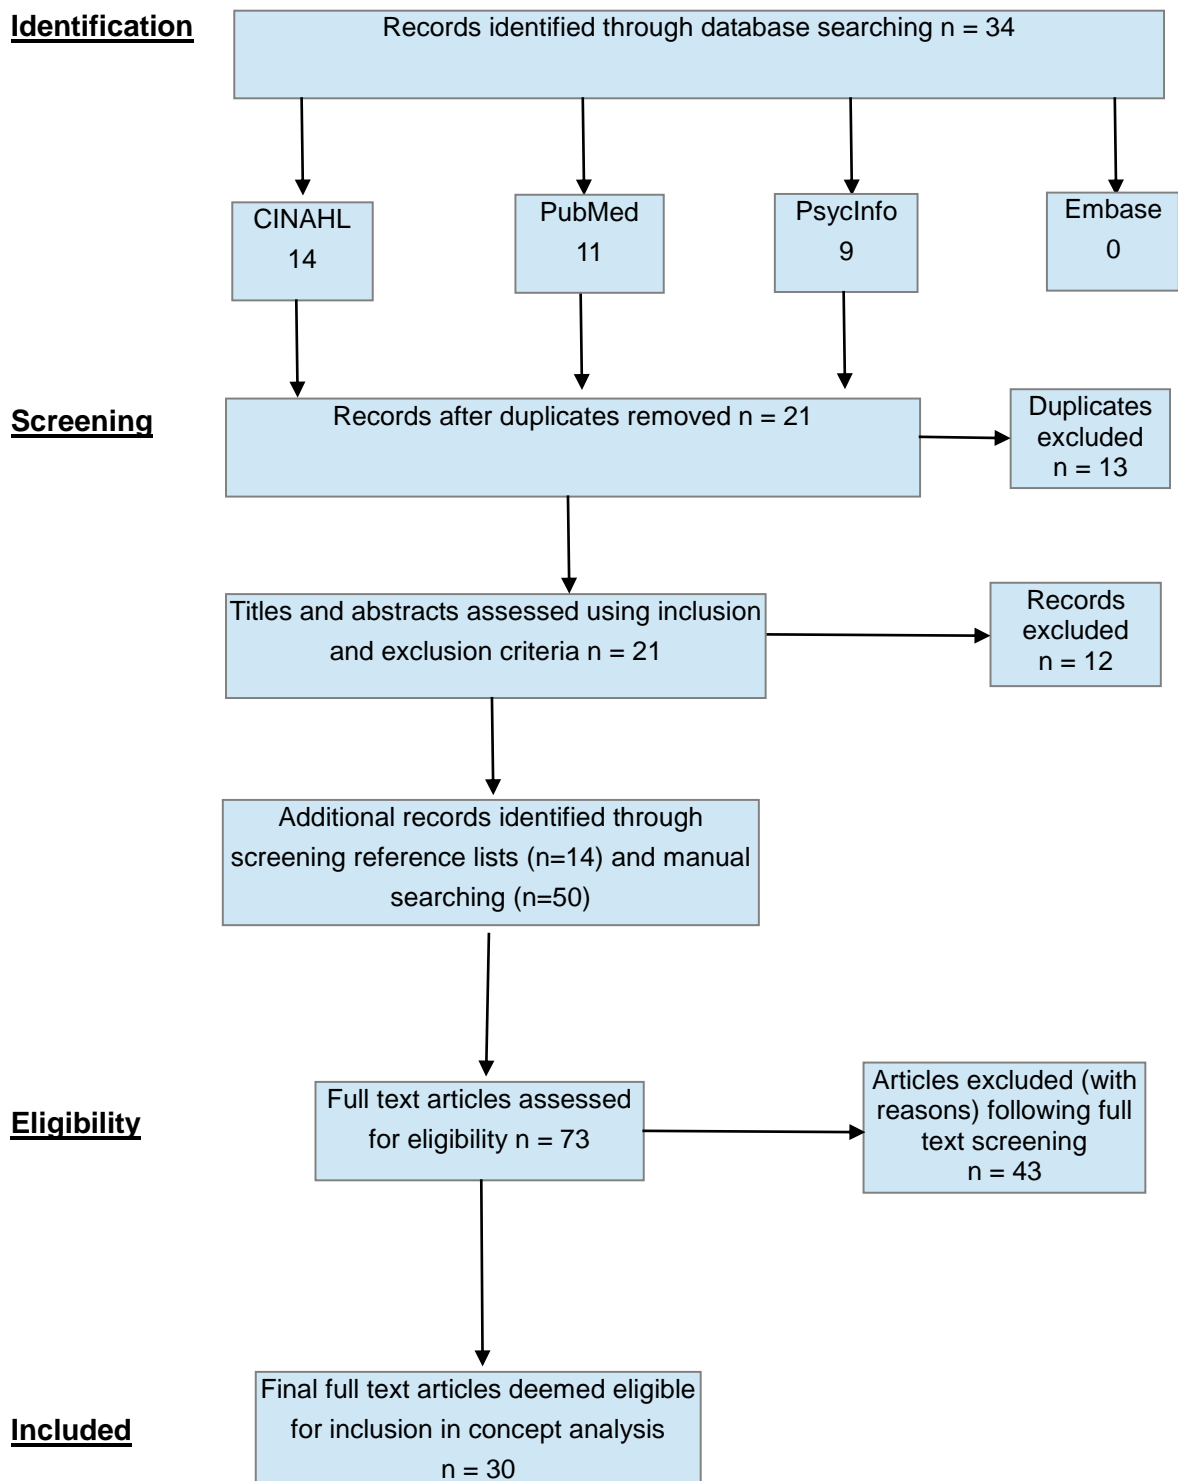 Identification
Records identified through database searching n = 34
CINAHL
14
PubMed
11
PsycInfo
9
Embase
0
Screening
Records after duplicates removed n = 21
Duplicates
excluded
n = 13
Titles and abstracts assessed using inclusion
and exclusion criteria n = 21
Records
excluded
n = 12
Additional records identified through
screening reference lists (n=14) and manual
searching (n=50)
Eligibility
Full text articles assessed
for eligibility n = 73
Articles excluded (with
reasons) following full
text screening
n = 43
Included
Final full text articles deemed eligible
for inclusion in concept analysis
n = 30